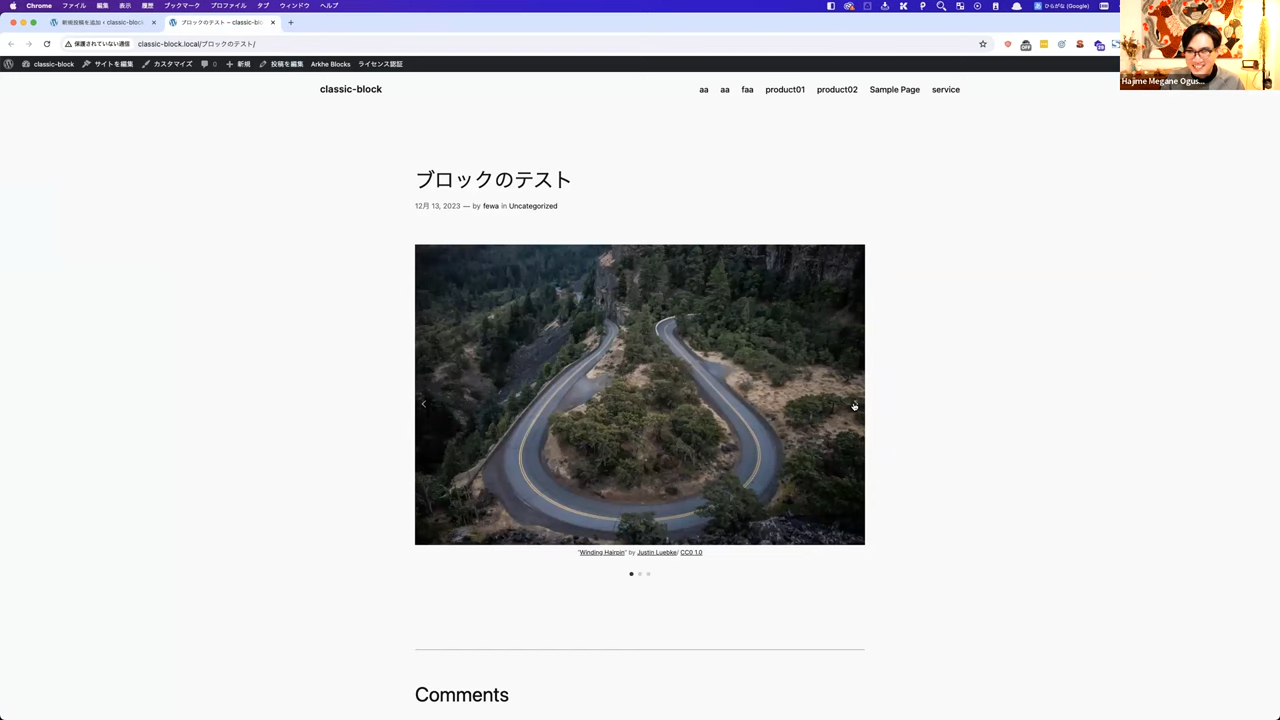 Chrome ファイル 編集 表示 履歴 ブックマーク プロファイル タブ ウィンドウ ヘルプ ひらがな (Google)
新規投稿を追加 ‹ classic-block
ブロックのテスト – classic-blo
保護されていない通信 classic-block.local/ブロックのテスト/
OFF
classic-block サイトを編集 カスタマイズ 0 新規 投稿を編集 Arkhe Blocks ライセンス認証
Hajime Megane Ogus...
classic-block
aa aa faa product01 product02 Sample Page service
ブロックのテスト
12月 13, 2023 — by fewa in Uncategorized
"Winding Hairpin" by Justin Luebke/ CC0 1.0
Comments